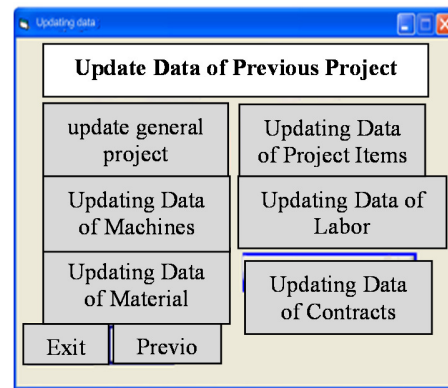 Updating data
Update Data of Previous Project
update general
project
Updating Data
of Project Items
Updating Data
of Machines
Updating Data of
Labor
Updating Data
of Material
Updating Data
of Contracts
Exit
Previo